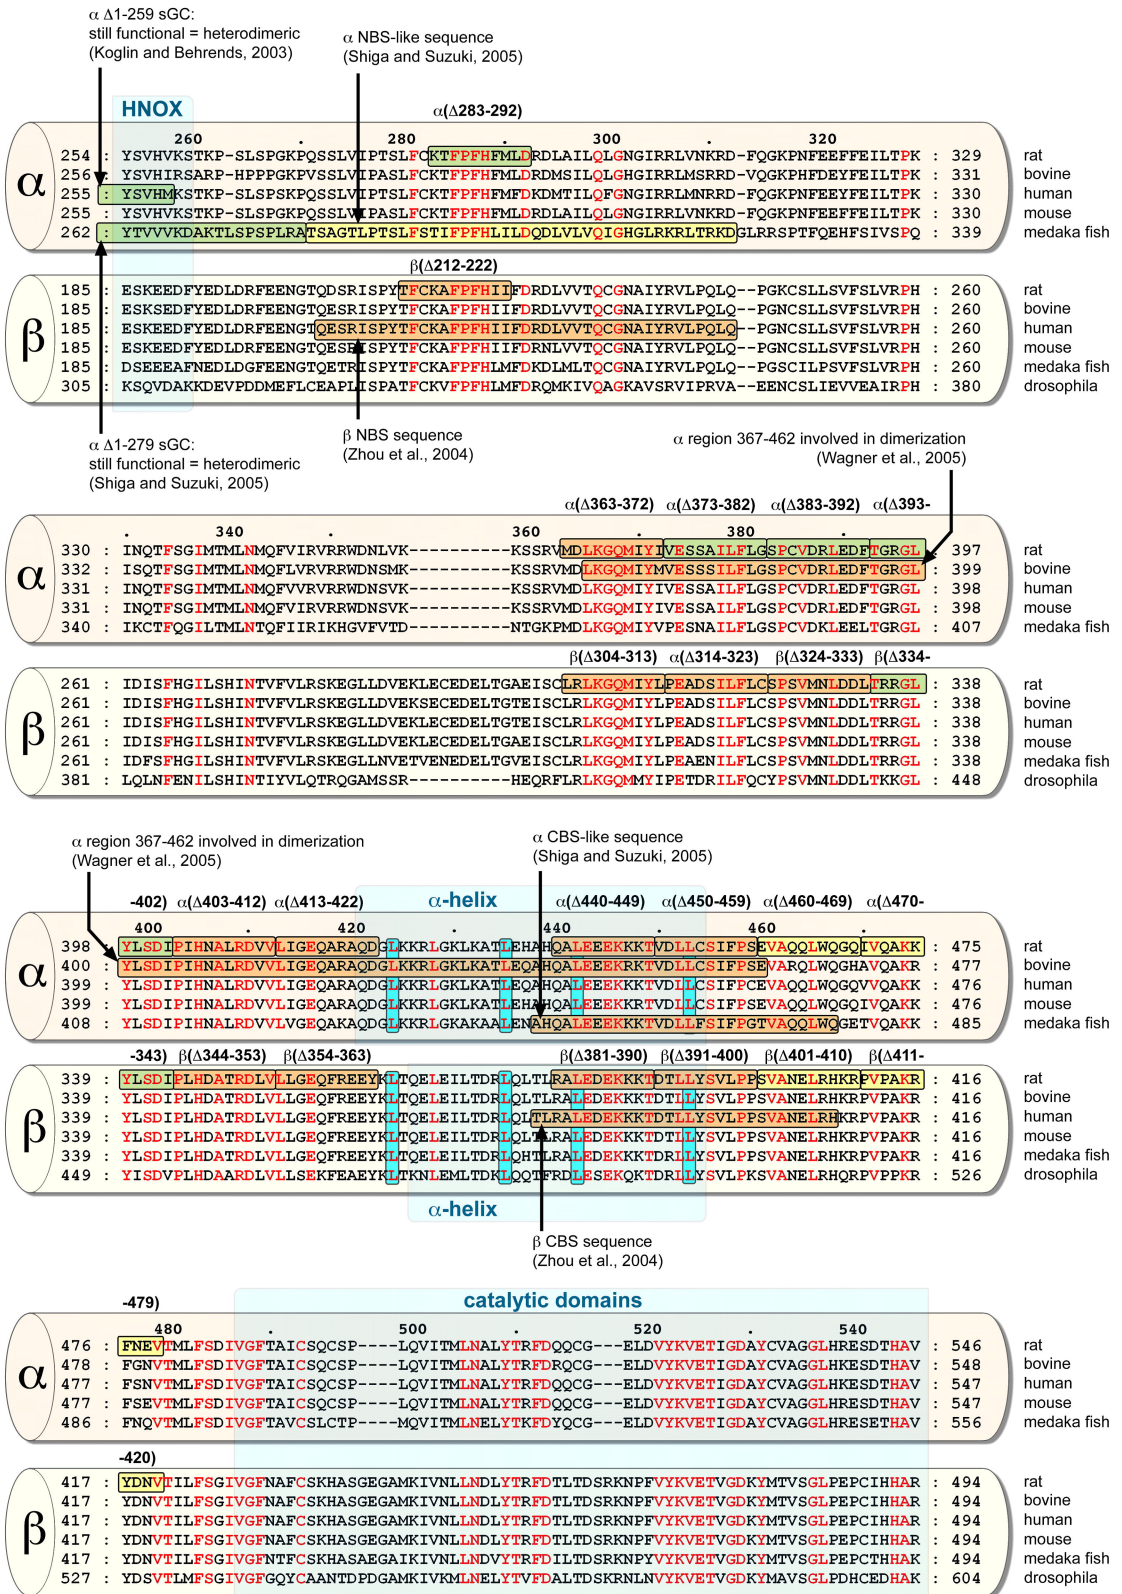 α Δ1-259 sGC:
still functional = heterodimeric
(Koglin and Behrends, 2003)
α NBS-like sequence
(Shiga and Suzuki, 2005)
HNOX
α(Δ283-292)
260 280 300 320
α
254 : YSVHVKSTKP-SLSPGKPQSSLVIPTSLFCKTFPFHFMLDRDLAILQLGNGIRRLVNKRD-FQGKPNFEEFFEILTPK : 329 rat
256 : YSVHIRSARP-HPPPGKPVSSLVIPASLFCKTFPFHFMLDRDMSILQLGHGIRRLMSRRD-VQGKPHFDEYFEILTPK : 331 bovine
255 : YSVHMKSTKP-SLSPSKPQSSLVIPTSLFCKTFPFHFMFDKDMTILQFGNGIRRLMNRRD-FQGKPNFEEYFEILTPK : 330 human
255 : YSVHVKSTKP-SLSPGKPQSSLVIPASLFCKTFPFHFMLDRDLAILQLGNGIRRLVNKRD-FQGKPNFEEFFEILTPK : 330 mouse
262 : YTVVVKDAKTLSPSPLRATSAGTLPTSLFSTIFPFHLILDQDLVLVQIGHGLRKRLTRKDGLRRSPTFQEHFSIVSPQ : 339 medaka fish
β(Δ212-222)
β
185 : ESKEEDFYEDLDRFEENGTQDSRISPYTFCKAFPFHIIFDRDLVVTQCGNAIYRVLPQLQ--PGKCSLLSVFSLVRPH : 260 rat
185 : ESKSEDFYEDLDRFEENGTQESRISPYTFCKAFPFHIIFDRDLVVTQCGNAIYRVLPQLQ--PGNCSLLSVFSLVRPH : 260 bovine
185 : ESKEEDFYEDLDRFEENGTQESRISPYTFCKAFPFHIIFDRDLVVTQCGNAIYRVLPQLQ--PGNCSLLSVFSLVRPH : 260 human
185 : ESKEEDFYEDLDRFEENGTQESRISPYTFCKAFPFHIIFDRNLVVTQCGNAIYRVLPQLQ--PGNCSLLSVFSLVRPH : 260 mouse
185 : DSEEEAFNEDLDGFEENGTQETRISPYTFCKAFPFHLMFDKDLMLTQCGNAIYRVLPQLQ--PGSCILPSVFSLVRPH : 260 medaka fish
305 : KSQVDAKKDEVPDDMEFLCEAPLISPATFCKVFPFHLMFDRQMKIVQAGKAVSRVIPRVA--EENCSLIEVVEAIRPH : 380 drosophila
α Δ1-279 sGC:
still functional = heterodimeric
(Shiga and Suzuki, 2005)
β NBS sequence
(Zhou et al., 2004)
α region 367-462 involved in dimerization
(Wagner et al., 2005)
α(Δ363-372) α(Δ373-382) α(Δ383-392) α(Δ393-
340 360 380
α
330 : INQTFSGIMTMLNMQFVIRVRRWDNLVK----------KSSRVMDLKGQMIYIVESSAILFLGSPCVDRLEDFTGRGL : 397 rat
332 : ISQTFSGIMTMLNMQFLVRVRRWDNSMK----------KSSRVMDLKGQMIYMVESSSILFLGSPCVDRLEDFTGRGL : 399 bovine
331 : INQTFSGIMTMLNMQFVVRVRRWDNSVK----------KSSRVMDLKGQMIYIVESSAILFLGSPCVDRLEDFTGRGL : 398 human
331 : INQTFSGIMTMLNMQFVIRVRRWDNSVK----------KSSRVMDLKGQMIYIVESSAILFLGSPCVDRLEDFTGRGL : 398 mouse
340 : IKCTFQGILTMLNTQFIIRIKHGVFVTD----------NTGKPMDLKGQMIYVPESNAILFLGSPCVDKLEELTGRGL : 407 medaka fish
β(Δ304-313) α(Δ314-323) β(Δ324-333) β(Δ334-
β
261 : IDISFHGILSHINTVFVLRSKEGLLDVEKLECEDELTGAEISCLRLKGQMIYLPEADSILFLCSPSVMNLDDLTRRGL : 338 rat
261 : IDISFHGILSHINTVFVLRSKEGLLDVEKSECEDELTGTEISCLRLKGQMIYLPEADSILFLCSPSVMNLDDLTRRGL : 338 bovine
261 : IDISFHGILSHINTVFVLRSKEGLLDVEKLECEDELTGTEISCLRLKGQMIYLPEADSILFLCSPSVMNLDDLTRRGL : 338 human
261 : IDISFHGILSHINTVFVLRSKEGLLDVEKLECEDELTGAEISCLRLKGQMIYLPEADSILFLCSPSVMNLDDLTRRGL : 338 mouse
261 : IDFSFHGILSHINTVFVLRSKEGLLNVETVENEDELTGVEISCLRLKGQMIYLPEAENILFLCSPSVMNLDDLTRRGL : 338 medaka fish
381 : LQLNFENILSHINTIYVLQTRQGAMSSR----------HEQRFLRLKGQMMYIPETDRILFQCYPSVMNLDDLTKKGL : 448 drosophila
α region 367-462 involved in dimerization
(Wagner et al., 2005)
α CBS-like sequence
(Shiga and Suzuki, 2005)
α-helix
-402) α(Δ403-412) α(Δ413-422) α(Δ440-449) α(Δ450-459) α(Δ460-469) α(Δ470-
400 420 440 460
α
398 : YLSDIPIHNALRDVVLIGEQARAQDGLKKRLGKLKATLEHAHQALEEEKKKTVDLLCSIFPSEVAQQLWQGQIVQAKK : 475 rat
400 : YLSDIPIHNALRDVVLIGEQARAQDGLKKRLGKLKATLEQAHQALEEEKRKTVDLLCSIFPSEVARQLWQGHAVQAKR : 477 bovine
399 : YLSDIPIHNALRDVVLIGEQARAQDGLKKRLGKLKATLEQAHQALEEEKKKTVDLLCSIFPCEVAQQLWQGQVVQAKK : 476 human
399 : YLSDIPIHNALRDVVLIGEQARAQDGLKKRLGKLKATLEHAHQALEEEKKKTVDLLCSIFPSEVAQQLWQGQIVQAKK : 476 mouse
408 : YLSDIPIHNALRDVVLVGEQAKAQDGLKKRLGKAKAALENAHQALEEEKKKTVDLLFSIFPGTVAQQLWQGETVQAKK : 485 medaka fish
-343) β(Δ344-353) β(Δ354-363) β(Δ381-390) β(Δ391-400) β(Δ401-410) β(Δ411-
β
339 : YLSDIPLHDATRDLVLLGEQFREEYKLTQELEILTDRLQLTLRALEDEKKKTDTLLYSVLPPSVANELRHKRPVPAKR : 416 rat
339 : YLSDIPLHDATRDLVLLGEQFREEYKLTQELEILTDRLQLTLRALEDEKKKTDTLLYSVLPPSVANELRHKRPVPAKR : 416 bovine
339 : YLSDIPLHDATRDLVLLGEQFREEYKLTQELEILTDRLQLTLRALEDEKKKTDTLLYSVLPPSVANELRHKRPVPAKR : 416 human
339 : YLSDIPLHDATRDLVLLGEQFREEYKLTQELEILTDRLQLTLRALEDEKKKTDTLLYSVLPPSVANELRHKRPVPAKR : 416 mouse
339 : YLSDIPLHDATRDLVLLGEQFREEYKLTQELEILTDRLQHTLRALEDEKKKTDRLLYSVLPPSVANELRHKRPVPAKR : 416 medaka fish
449 : YISDVPLHDAARDLVLLSEKFEAEYKLTKNLEMLTDKLQQTFRDLESEKQKTDRLLYSVLPKSVANELRHQRPVPPKR : 526 drosophila
α-helix
β CBS sequence
(Zhou et al., 2004)
-479) catalytic domains
480 500 520 540
α
476 : FNEVTMLFSDIVGFTAICSQCSP----LQVITMLNALYTRFDQQCG---ELDVYKVETIGDAYCVAGGLHRESDTHAV : 546 rat
478 : FGNVTMLFSDIVGFTAICSQCSP----LQVITMLNALYTRFDQQCG---ELDVYKVETIGDAYCVAGGLHKESDTHAV : 548 bovine
477 : FSNVTMLFSDIVGFTAICSQCSP----LQVITMLNALYTRFDQQCG---ELDVYKVETIGDAYCVAGGLHKESDTHAV : 547 human
477 : FSEVTMLFSDIVGFTAICSQCSP----LQVITMLNALYTRFDQQCG---ELDVYKVETIGDAYCVAGGLHRESDTHAV : 547 mouse
486 : FNQVTMLFSDIVGFTAVCSLCTP----MQVITMLNELYTKFDYQCG---ELDVYKVETIGDAYCVAGGLHRESETHAV : 556 medaka fish
-420)
β
417 : YDNVTILFSGIVGFNAFCSKHASGEGAMKIVNLLNDLYTRFDTLTDSRKNPFVYKVETVGDKYMTVSGLPEPCIHHAR : 494 rat
417 : YDNVTILFSGIVGFNAFCSKHASGEGAMKIVNLLNDLYTRFDTLTDSRKNPFVYKVETVGDKYMTVSGLPEPCIHHAR : 494 bovine
417 : YDNVTILFSGIVGFNAFCSKHASGEGAMKIVNLLNDLYTRFDTLTDSRKNPFVYKVETVGDKYMTVSGLPEPCIHHAR : 494 human
417 : YDNVTILFSGIVGFNAFCSKHASGEGAMKIVNLLNDLYTRFDTLTDSRKNPFVYKVETVGDKYMTVSGLPEPCIHHAR : 494 mouse
417 : YDNVTILFSGIVGFNTFCSKHASAEGAIKIVNLLNDVYTRFDILTDSRKNPYVYKVETVGDKYMTVSGLPEPCTHHAK : 494 medaka fish
527 : YDSVTLMFSGIVGFGQYCAANTDPDGAMKIVKMLNELYTVFDALTDSKRNLNVYKVETVGDKYMAVSGLPDHCEDHAK : 604 drosophila